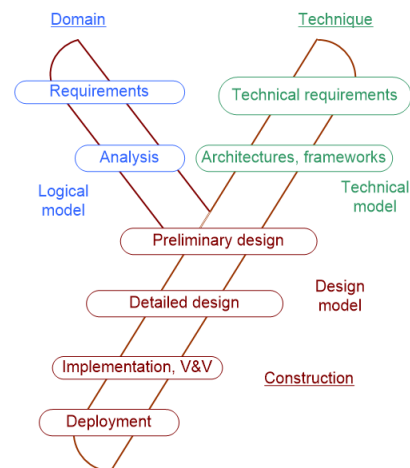 Domain
Technique
Requirements
Technical requirements
Analysis
Architectures, frameworks
Logical
model
Technical
model
Preliminary design
Detailed design
Design
model
Implementation, V&V
Construction
Deployment